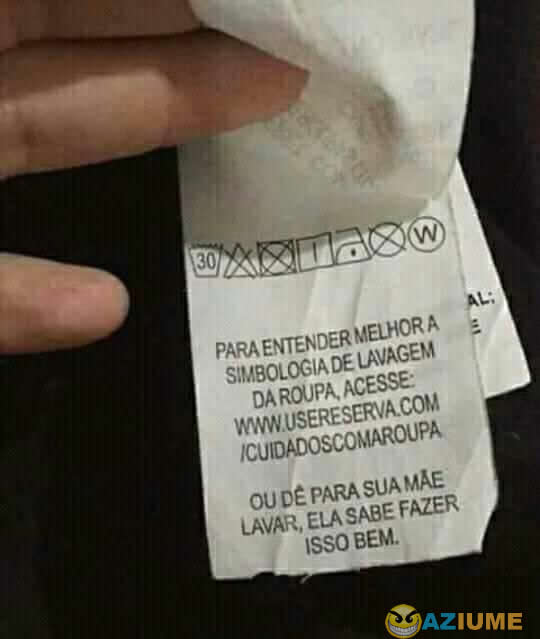 30 W
PARA ENTENDER MELHOR A
SIMBOLOGIA DE LAVAGEM
DA ROUPA, ACESSE:
WWW.USERESERVA.COM
/CUIDADOSCOMAROUPA
OU DÊ PARA SUA MÃE
LAVAR, ELA SABE FAZER
ISSO BEM.
AL:
E
AZIUME